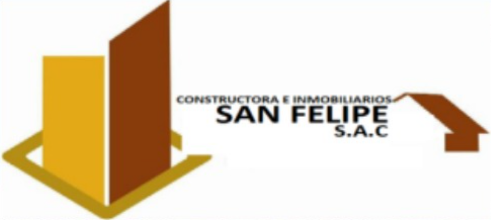 CONSTRUCTORA E INMOBILIARIOS
SAN FELIPE
S.A.C